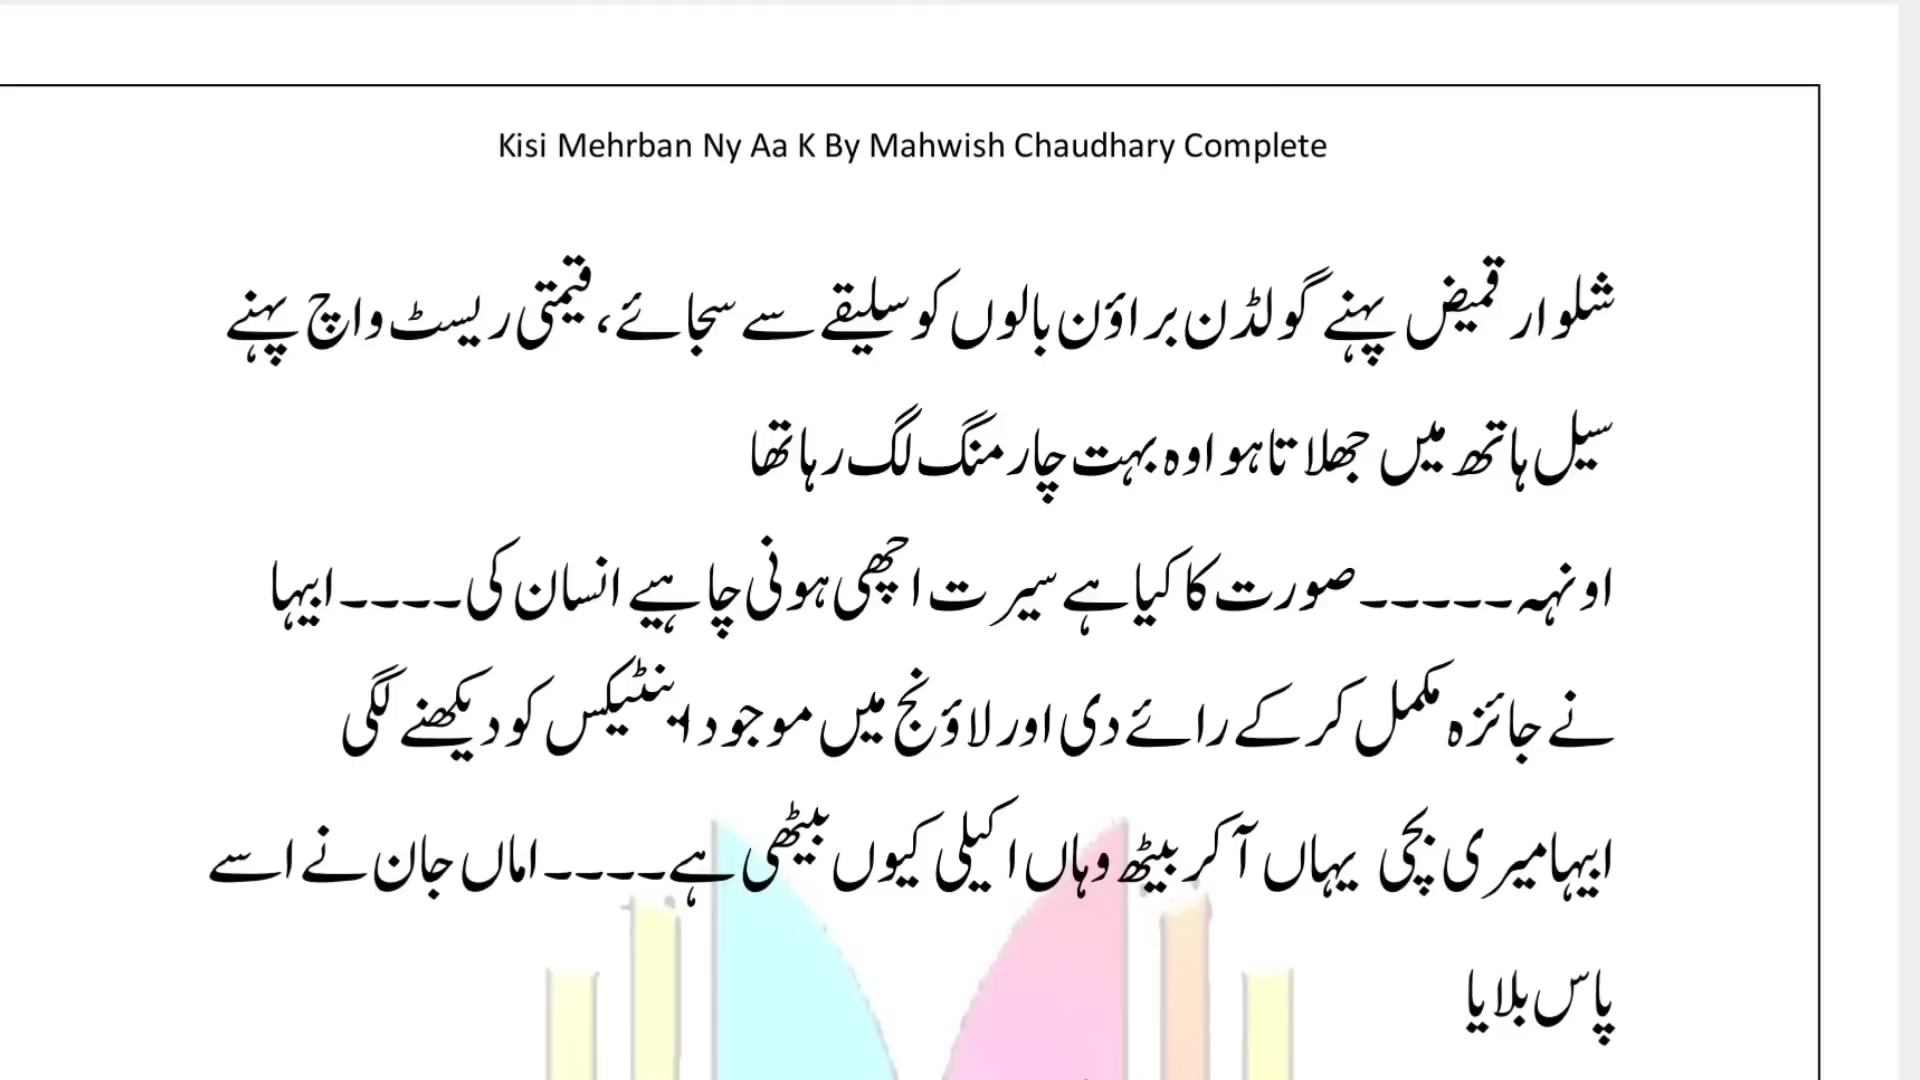 Kisi Mehrban Ny Aa K By Mahwish Chaudhary Complete
شلوار قمیض پہنے گولڈن براؤن بالوں کو سلیقے سے سجائے، قیمتی ریسٹ واچ پہنے
سیل ہاتھ میں جھلاتا ہوا وہ بہت چارمنگ لگ رہا تھا
اونہہ۔۔۔۔۔صورت کا کیا ہے سیرت اچھی ہونی چاہیے انسان کی۔۔۔۔ابیہا
نے جائزہ مکمل کر کے رائے دی اور لاؤنج میں موجود اینٹیکس کو دیکھنے لگی
ابیہا میری بچی یہاں آ کر بیٹھ وہاں اکیلی کیوں بیٹھی ہے۔۔۔۔اماں جان نے اسے
پاس بلایا